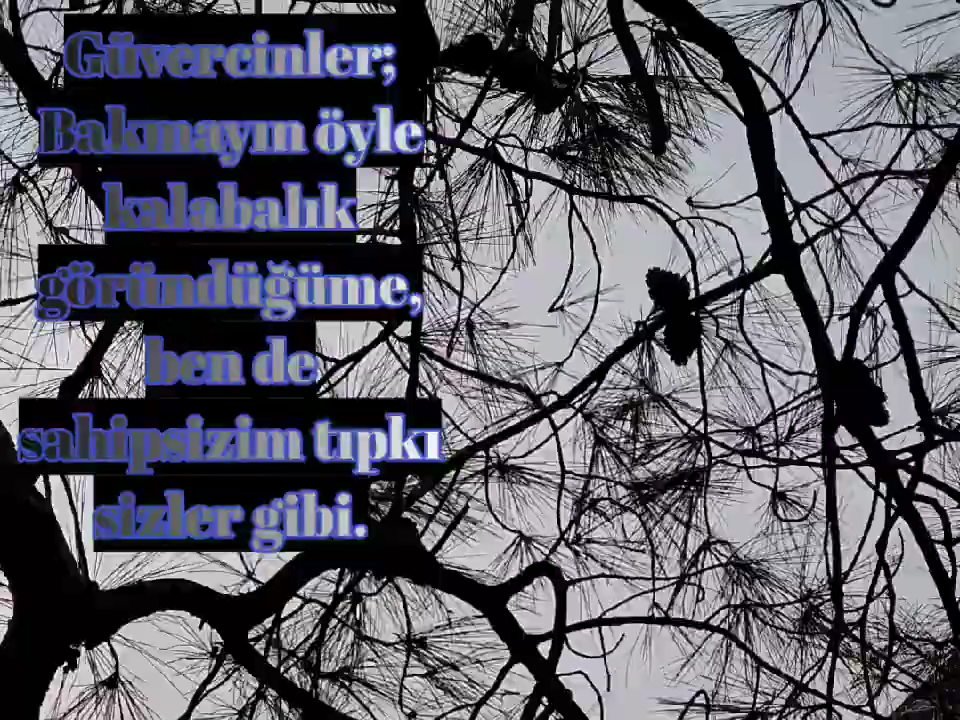 Güvercinler;
Bakmayın öyle
kalabalık
göründüğüme,
ben de
sahipsizim tıpkı
sizler gibi.